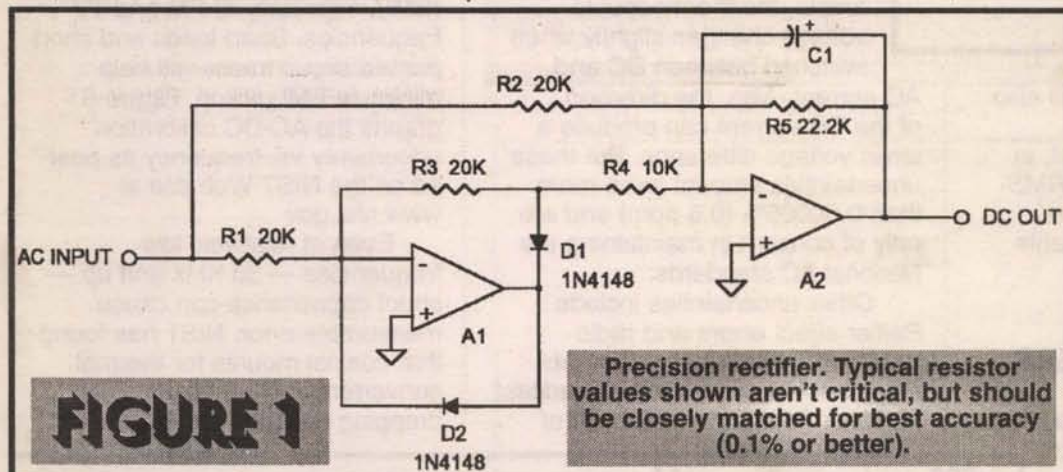 C1
+
R2 20K
R5 22.2K
R3 20K
R4 10K
R1 20K
AC INPUT
D1
1N4148
-
+
A1
-
+
A2
DC OUT
D2
1N4148
FIGURE 1
Precision rectifier. Typical resistor
values shown aren't critical, but should
be closely matched for best accuracy
(0.1% or better).